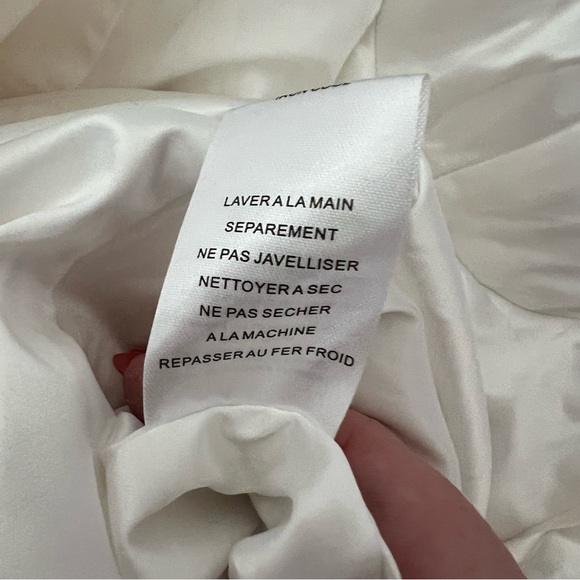 LAVER A LA MAIN
SEPAREMENT
NE PAS JAVELLISER
NETTOYER A SEC
NE PAS SECHER
A LA MACHINE
REPASSER AU FER FROID